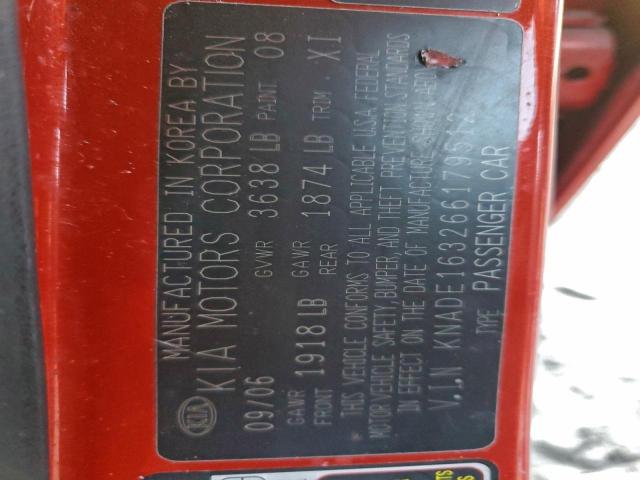 MANUFACTURED IN KOREA BY
KIA KIA MOTORS CORPORATION
09/06 GVWR 3638 LB PAINT 08
GAWR FRONT 1918 LB GAWR REAR 1874 LB TRIM XI
THIS VEHICLE CONFORMS TO ALL APPLICABLE U.S.A FEDERAL
MOTOR VEHICLE SAFETY, BUMPER, AND THEFT PREVENTION STANDARDS
IN EFFECT ON THE DATE OF MANUFACTURE SHOWN
V.I.N
TYPE PASSENGER CAR